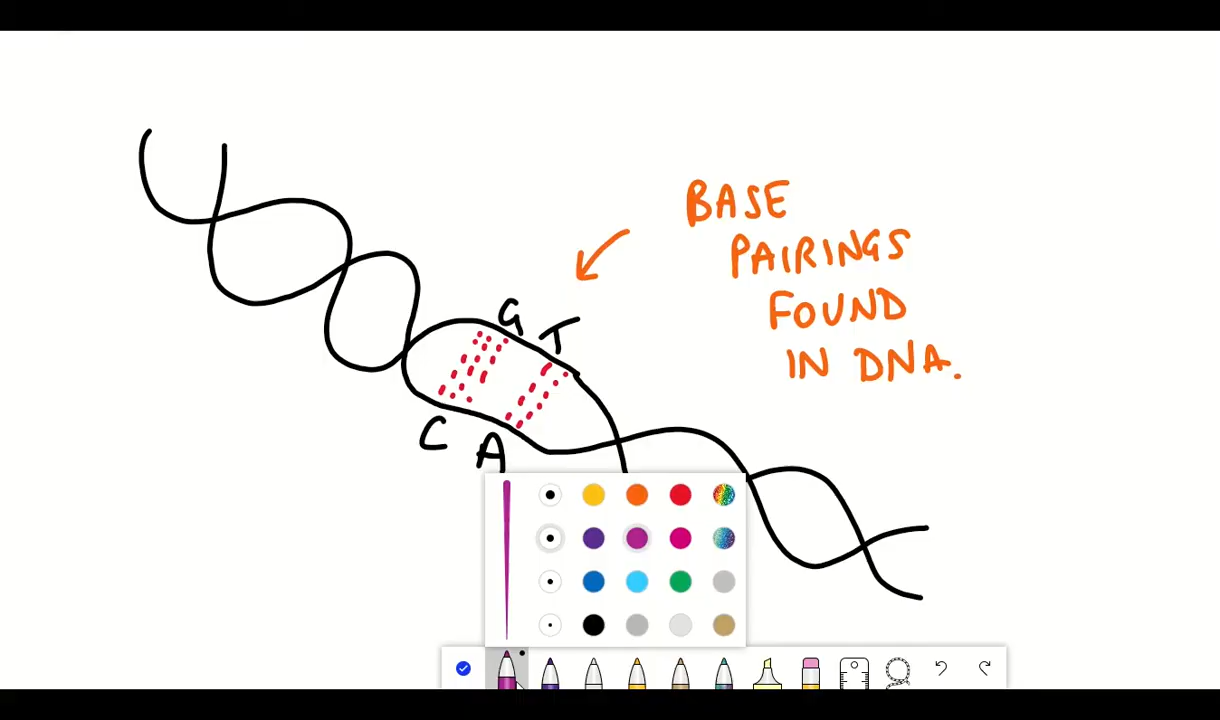 BASE
PAIRINGS
FOUND
IN DNA.
G T
C A